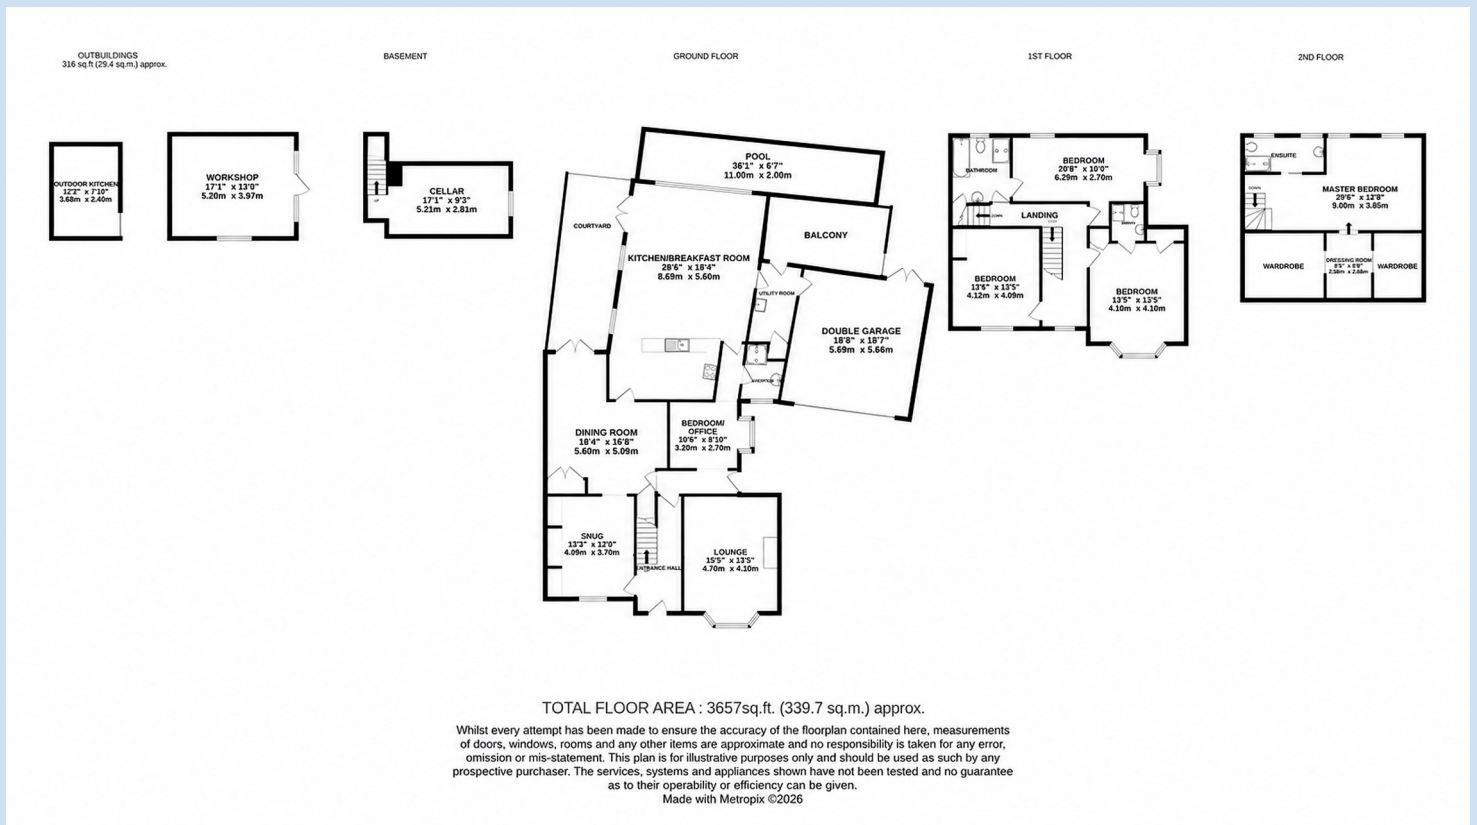 OUTBUILDINGS
316 sq.ft (29.4 sq.m.) approx.
BASEMENT
GROUND FLOOR
1ST FLOOR
2ND FLOOR
OUTDOOR KITCHEN
12'2" x 7'10"
3.68m x 2.40m
WORKSHOP
17'1" x 13'0"
5.20m x 3.97m
UP
CELLAR
17'1" x 9'3"
5.21m x 2.81m
POOL
36'1" x 6'7"
11.00m x 2.00m
COURTYARD
BALCONY
KITCHEN/BREAKFAST ROOM
28'6" x 18'4"
8.69m x 5.60m
UTILITY ROOM
DOUBLE GARAGE
18'8" x 18'7"
5.69m x 5.66m
DINING ROOM
18'4" x 16'8"
5.60m x 5.09m
BEDROOM/
OFFICE
10'6" x 8'10"
3.20m x 2.70m
SNUG
13'3" x 12'0"
4.09m x 3.70m
ENTRANCE HALL
LOUNGE
15'5" x 13'5"
4.70m x 4.10m
BATHROOM
BEDROOM
20'8" x 10'0"
6.29m x 2.70m
DOWN
LANDING
BEDROOM
13'6" x 13'5"
4.12m x 4.09m
BEDROOM
13'5" x 13'5"
4.10m x 4.10m
ENSUITE
DOWN
MASTER BEDROOM
29'6" x 12'8"
9.00m x 3.85m
WARDROBE
DRESSING ROOM
WARDROBE
TOTAL FLOOR AREA : 3657sq.ft. (339.7 sq.m.) approx.
Whilst every attempt has been made to ensure the accuracy of the floorplan contained here, measurements
of doors, windows, rooms and any other items are approximate and no responsibility is taken for any error,
omission or mis-statement. This plan is for illustrative purposes only and should be used as such by any
prospective purchaser. The services, systems and appliances shown have not been tested and no guarantee
as to their operability or efficiency can be given.
Made with Metropix ©2026